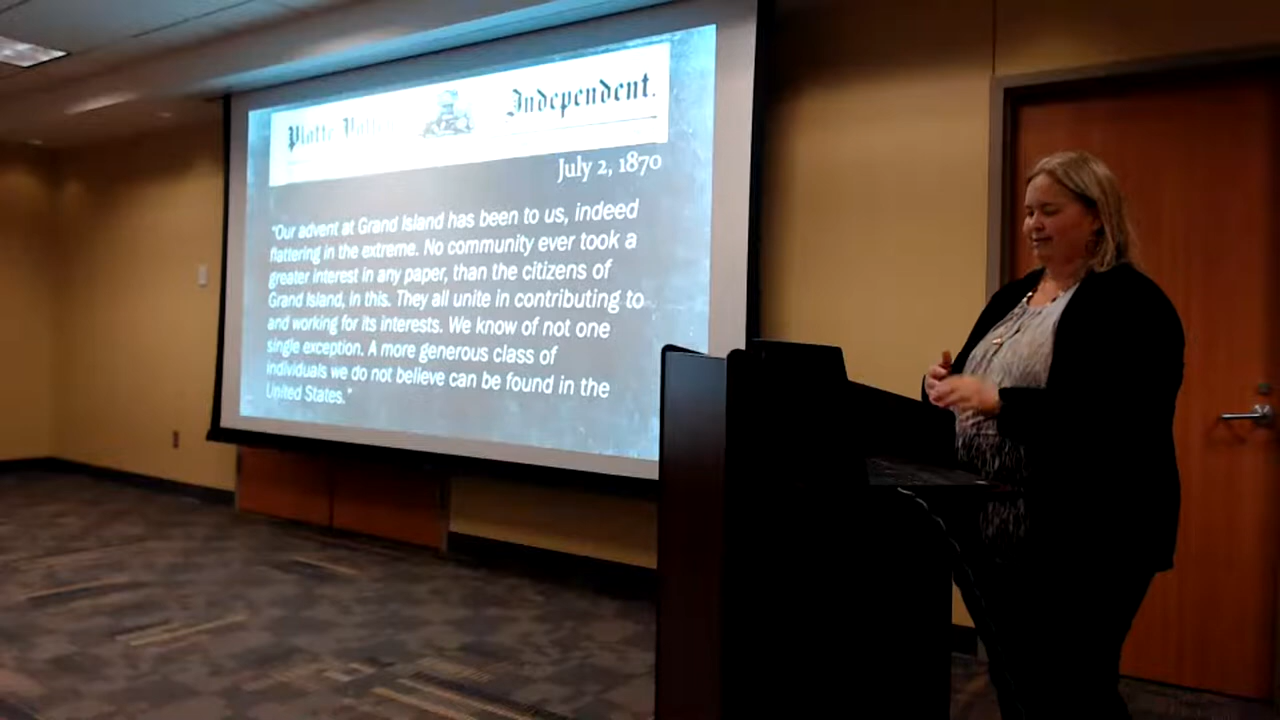 Platte Valley Independent.
July 2, 1870
"Our advent at Grand Island has been to us, indeed
flattering in the extreme. No community ever took a
greater interest in any paper, than the citizens of
Grand Island, in this. They all unite in contributing to
and working for its interests. We know of not one
single exception. A more generous class of
individuals we do not believe can be found in the
United States."